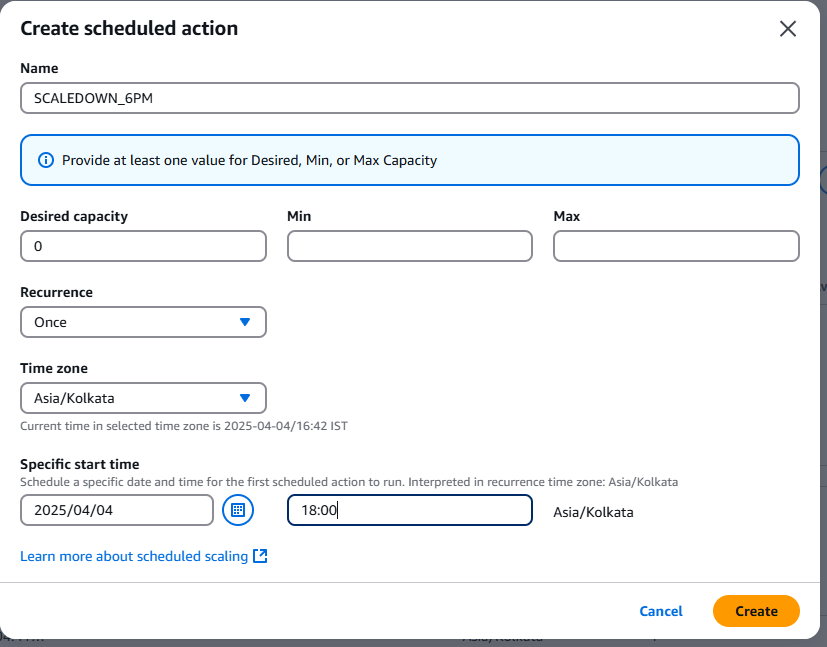 Create scheduled action
Name
SCALEDOWN_6PM
Provide at least one value for Desired, Min, or Max Capacity
Desired capacity
Min
Max
0
Recurrence
Once
Time zone
Asia/Kolkata
Current time in selected time zone is 2025-04-04/16:42 IST
Specific start time
Schedule a specific date and time for the first scheduled action to run. Interpreted in recurrence time zone: Asia/Kolkata
2025/04/04
18:00
Asia/Kolkata
Learn more about scheduled scaling
Cancel
Create